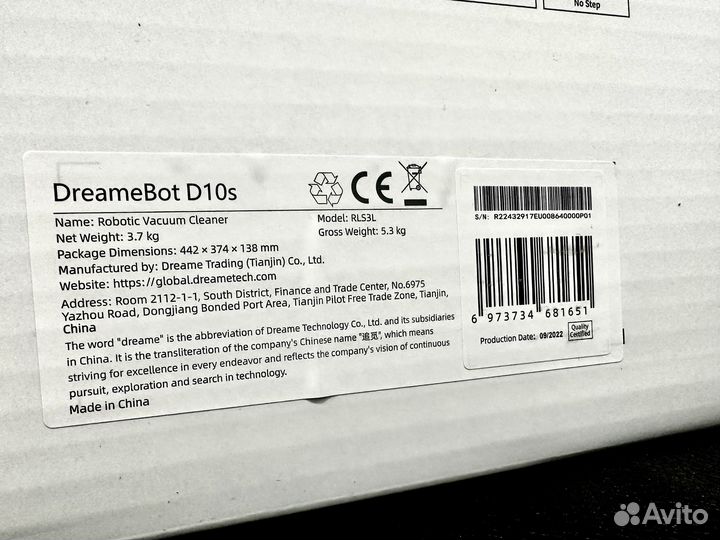 No Step
DreameBot D10s
Name: Robotic Vacuum Cleaner
Model: RLS3L
Net Weight: 3.7 kg
Gross Weight: 5.3 kg
Package Dimensions: 442 × 374 × 138 mm
Manufactured by: Dreame Trading (Tianjin) Co., Ltd.
Website: https://global.dreametech.com
Address: Room 2112-1-1, South District, Finance and Trade Center, No.6975
Yazhou Road, Dongjiang Bonded Port Area, Tianjin Pilot Free Trade Zone, Tianjin,
China
The word "dreame" is the abbreviation of Dreame Technology Co., Ltd. and its subsidiaries
in China. It is the transliteration of the company's Chinese name "追觅", which means
striving for excellence in every endeavor and reflects the company's vision of continuous
pursuit, exploration and search in technology.
Made in China
CE
S/N: R22432917EU008640000PG1
6 973734 681651
Production Date: 09/2022
Quality
Certified
Avito